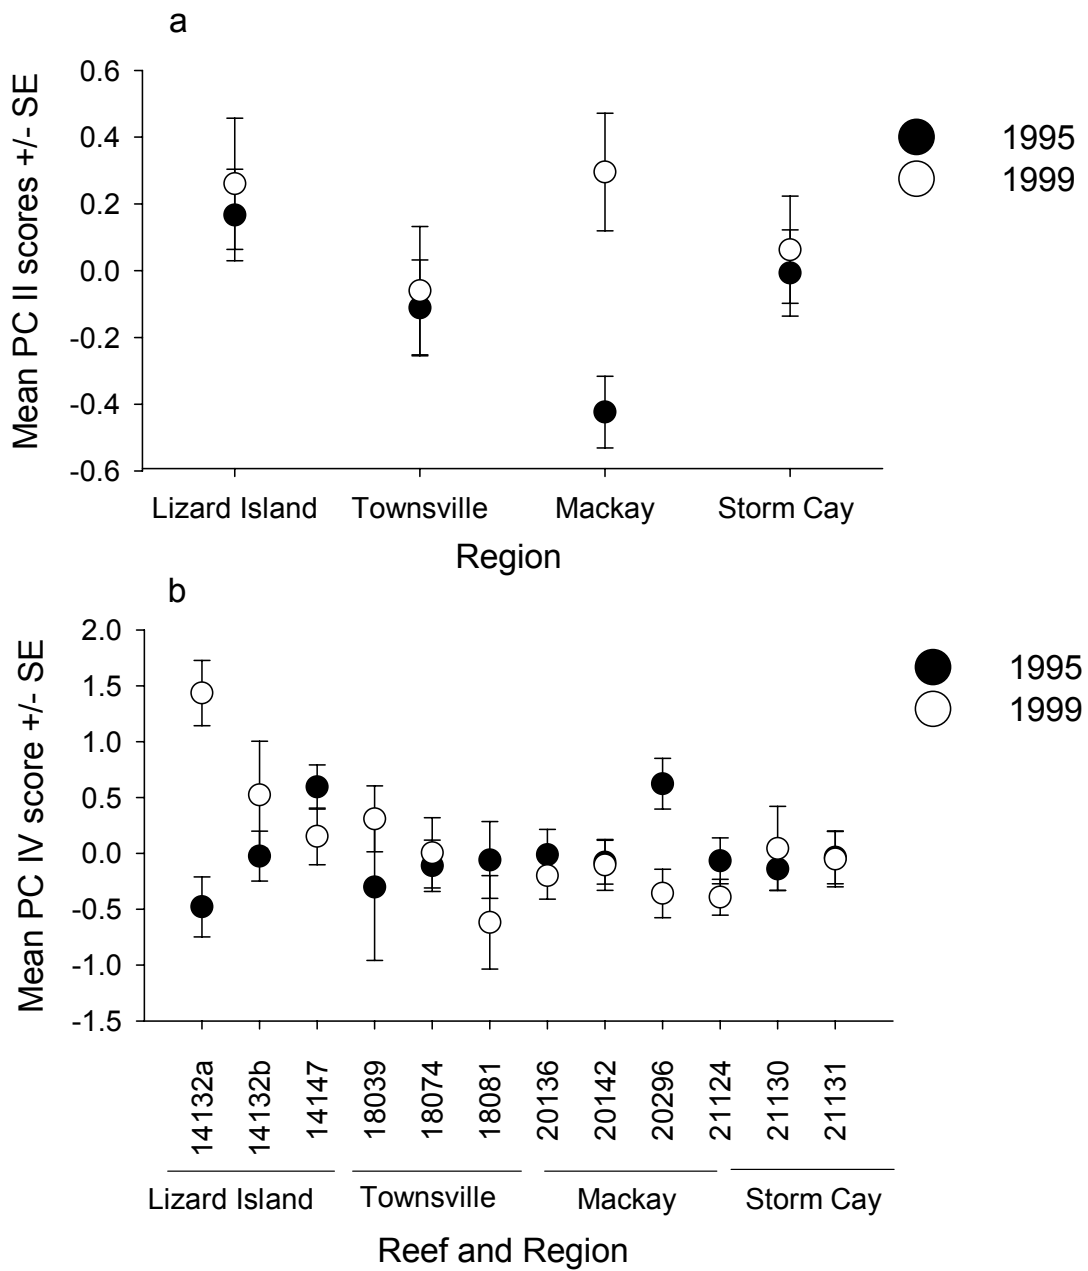 a
Mean PC II scores +/- SE
0.6
0.4
0.2
0.0
-0.2
-0.4
-0.6
Lizard Island Townsville Mackay Storm Cay
Region
1995
1999
b
Mean PC IV score +/- SE
2.0
1.5
1.0
0.5
0.0
-0.5
-1.0
-1.5
14132a 14132b 14147 18039 18074 18081 20136 20142 20296 21124 21130 21131
Lizard Island Townsville Mackay Storm Cay
Reef and Region
1995
1999